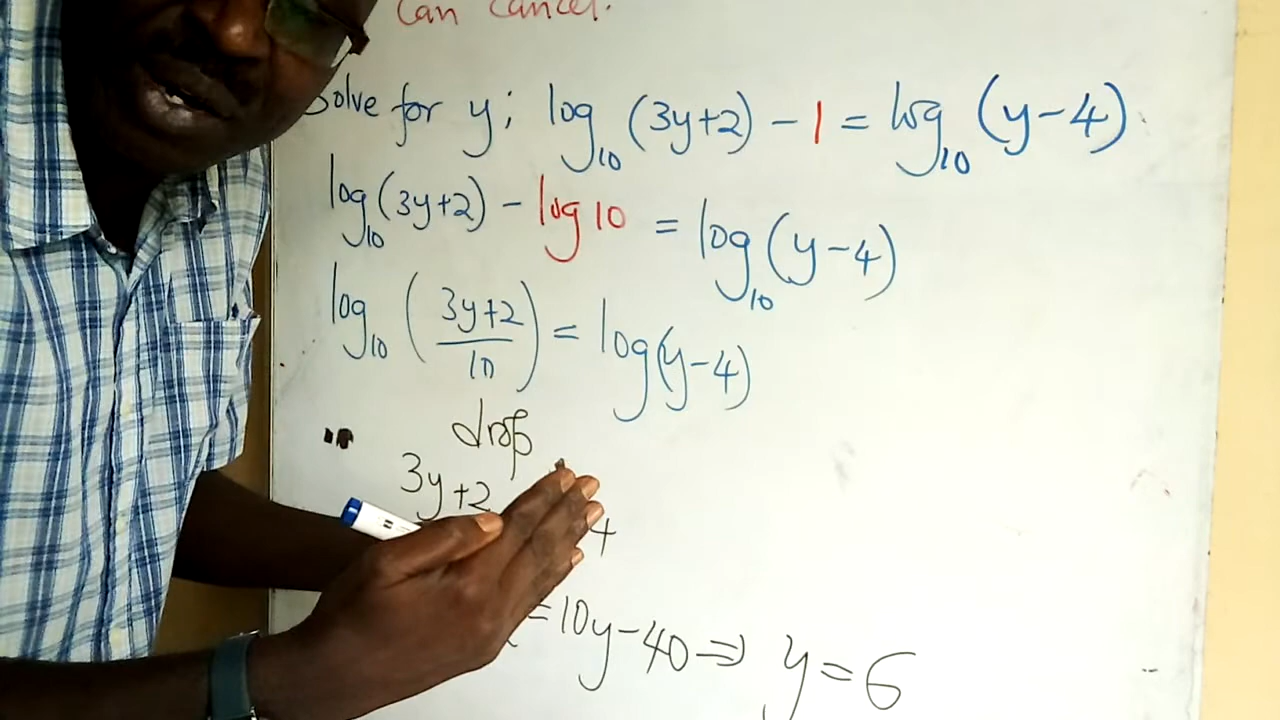 can cancel.
Solve for y; log₁₀ (3y+2) - 1 = log₁₀ (y-4)
log₁₀ (3y+2) - log 10 = log₁₀ (y-4)
log₁₀ ( 3y+2 / 10 ) = log(y-4)
drop
3y+2 4
= 10y-40 ⇒ y = 6